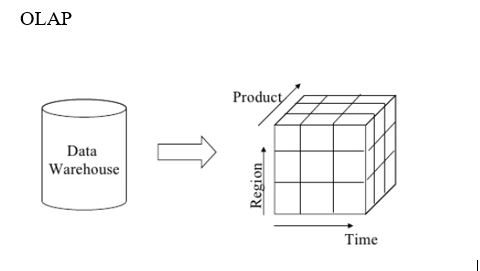 OLAP
Product
Data
Warehouse
Region
Time